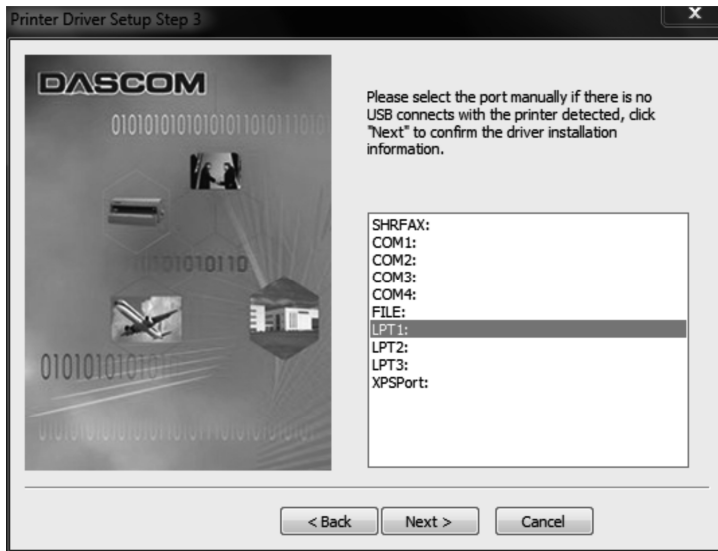 Printer Driver Setup Step 3
X
DASCOM
Please select the port manually if there is no
USB connects with the printer detected, click
"Next" to confirm the driver installation
information.
010101010101010110101110101
SHRFAX:
COM1:
COM2:
COM3:
COM4:
FILE:
LPT1:
LPT2:
LPT3:
XPSPort:
< Back Next > Cancel